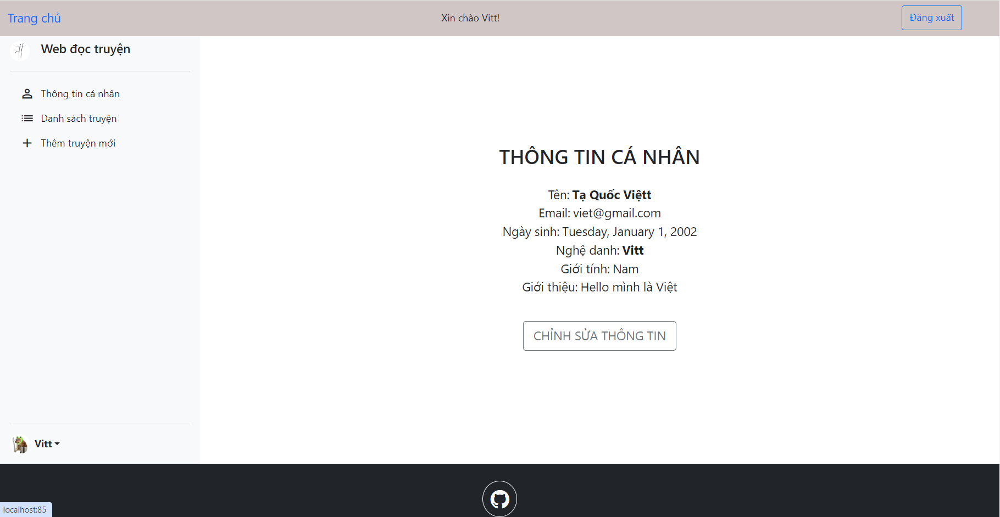 Trang chủ
Xin chào Vitt!
Đăng xuất
Web đọc truyện
Thông tin cá nhân
Danh sách truyện
Thêm truyện mới
THÔNG TIN CÁ NHÂN
Tên: Tạ Quốc Việtt
Email: viet@gmail.com
Ngày sinh: Tuesday, January 1, 2002
Nghệ danh: Vitt
Giới tính: Nam
Giới thiệu: Hello mình là Việt
CHỈNH SỬA THÔNG TIN
Vitt
localhost:85